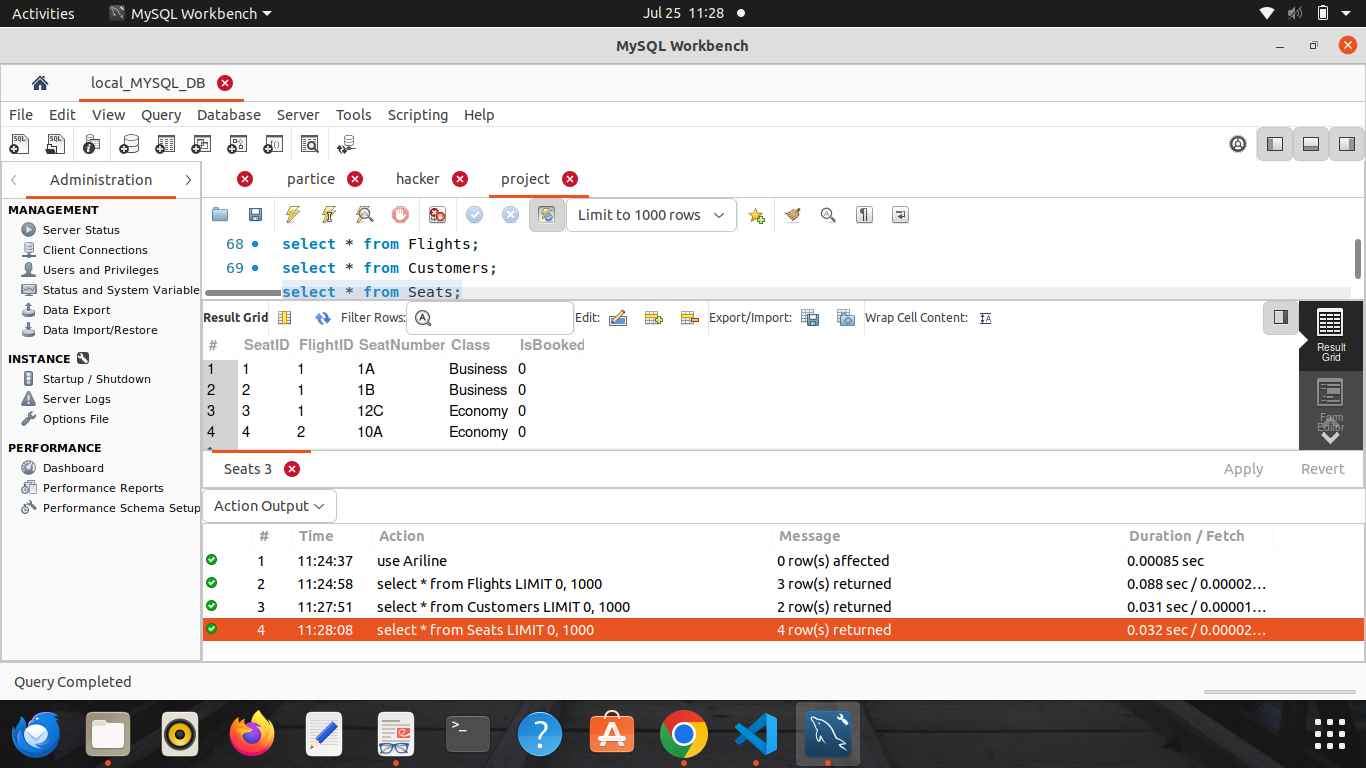 Activities MySQL Workbench Jul 25 11:28
MySQL Workbench
local_MYSQL_DB
File Edit View Query Database Server Tools Scripting Help
Administration
partice hacker project
MANAGEMENT
Server Status
Client Connections
Users and Privileges
Status and System Variable
Data Export
Data Import/Restore
INSTANCE
Startup / Shutdown
Server Logs
Options File
PERFORMANCE
Dashboard
Performance Reports
Performance Schema Setup
Limit to 1000 rows
68 select * from Flights;
69 select * from Customers;
select * from Seats;
Result Grid Filter Rows: Edit: Export/Import: Wrap Cell Content:
# SeatID FlightID SeatNumber Class IsBooked
1 1 1 1A Business 0
2 2 1 1B Business 0
3 3 1 12C Economy 0
4 4 2 10A Economy 0
Result
Grid
Form
Editor
Seats 3 Apply Revert
Action Output
# Time Action Message Duration / Fetch
1 11:24:37 use Ariline 0 row(s) affected 0.00085 sec
2 11:24:58 select * from Flights LIMIT 0, 1000 3 row(s) returned 0.088 sec / 0.00002...
3 11:27:51 select * from Customers LIMIT 0, 1000 2 row(s) returned 0.031 sec / 0.00001...
4 11:28:08 select * from Seats LIMIT 0, 1000 4 row(s) returned 0.032 sec / 0.00002...
Query Completed